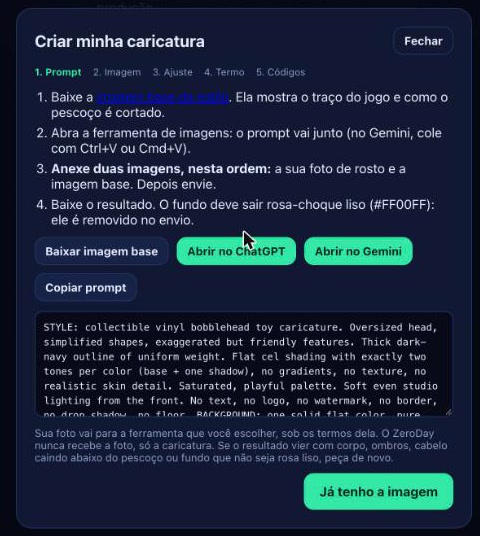 produção
Criar minha caricatura
Fechar
1. Prompt 2. Imagem 3. Ajuste 4. Termo 5. Códigos
1. Baixe a imagem base de estilo. Ela mostra o traço do jogo e como o
pescoço é cortado.
2. Abra a ferramenta de imagens: o prompt vai junto (no Gemini, cole
com Ctrl+V ou Cmd+V).
3. Anexe duas imagens, nesta ordem: a sua foto de rosto e a
imagem base. Depois envie.
4. Baixe o resultado. O fundo deve sair rosa-choque liso (#FF00FF):
ele é removido no envio.
Baixar imagem base
Abrir no ChatGPT
Abrir no Gemini
Copiar prompt
STYLE: collectible vinyl bobblehead toy caricature. Oversized head,
simplified shapes, exaggerated but friendly features. Thick dark-
navy outline of uniform weight. Flat cel shading with exactly two
tones per color (base + one shadow), no gradients, no texture, no
realistic skin detail. Saturated, playful palette. Soft even studio
lighting from the front. No text, no logo, no watermark, no border,
no drop shadow, no floor. BACKGROUND: one solid flat color, pure
Sua foto vai para a ferramenta que você escolher, sob os termos dela. O ZeroDay
nunca recebe a foto, só a caricatura. Se o resultado vier com corpo, ombros, cabelo
caindo abaixo do pescoço ou fundo que não seja rosa liso, peça de novo.
Já tenho a imagem